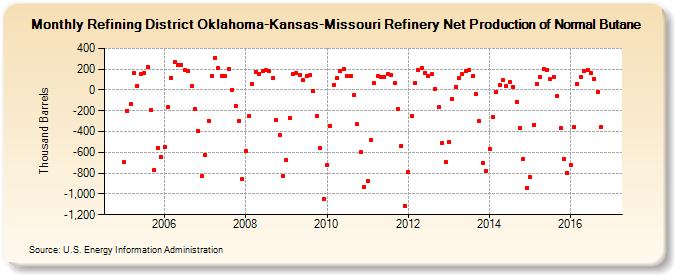 Monthly Refining District Oklahoma-Kansas-Missouri Refinery Net Production of Normal Butane
Thousand Barrels
400
200
0
-200
-400
-600
-800
-1,000
-1,200
2006 2008 2010 2012 2014 2016
Source: U.S. Energy Information Administration